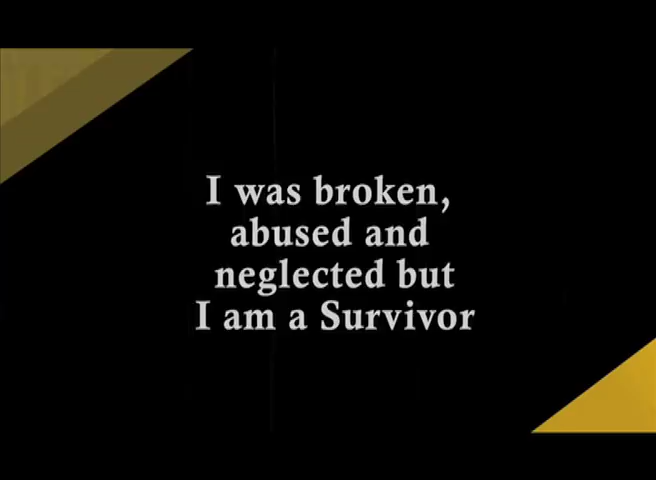 I was broken,
abused and
neglected but
I am a Survivor